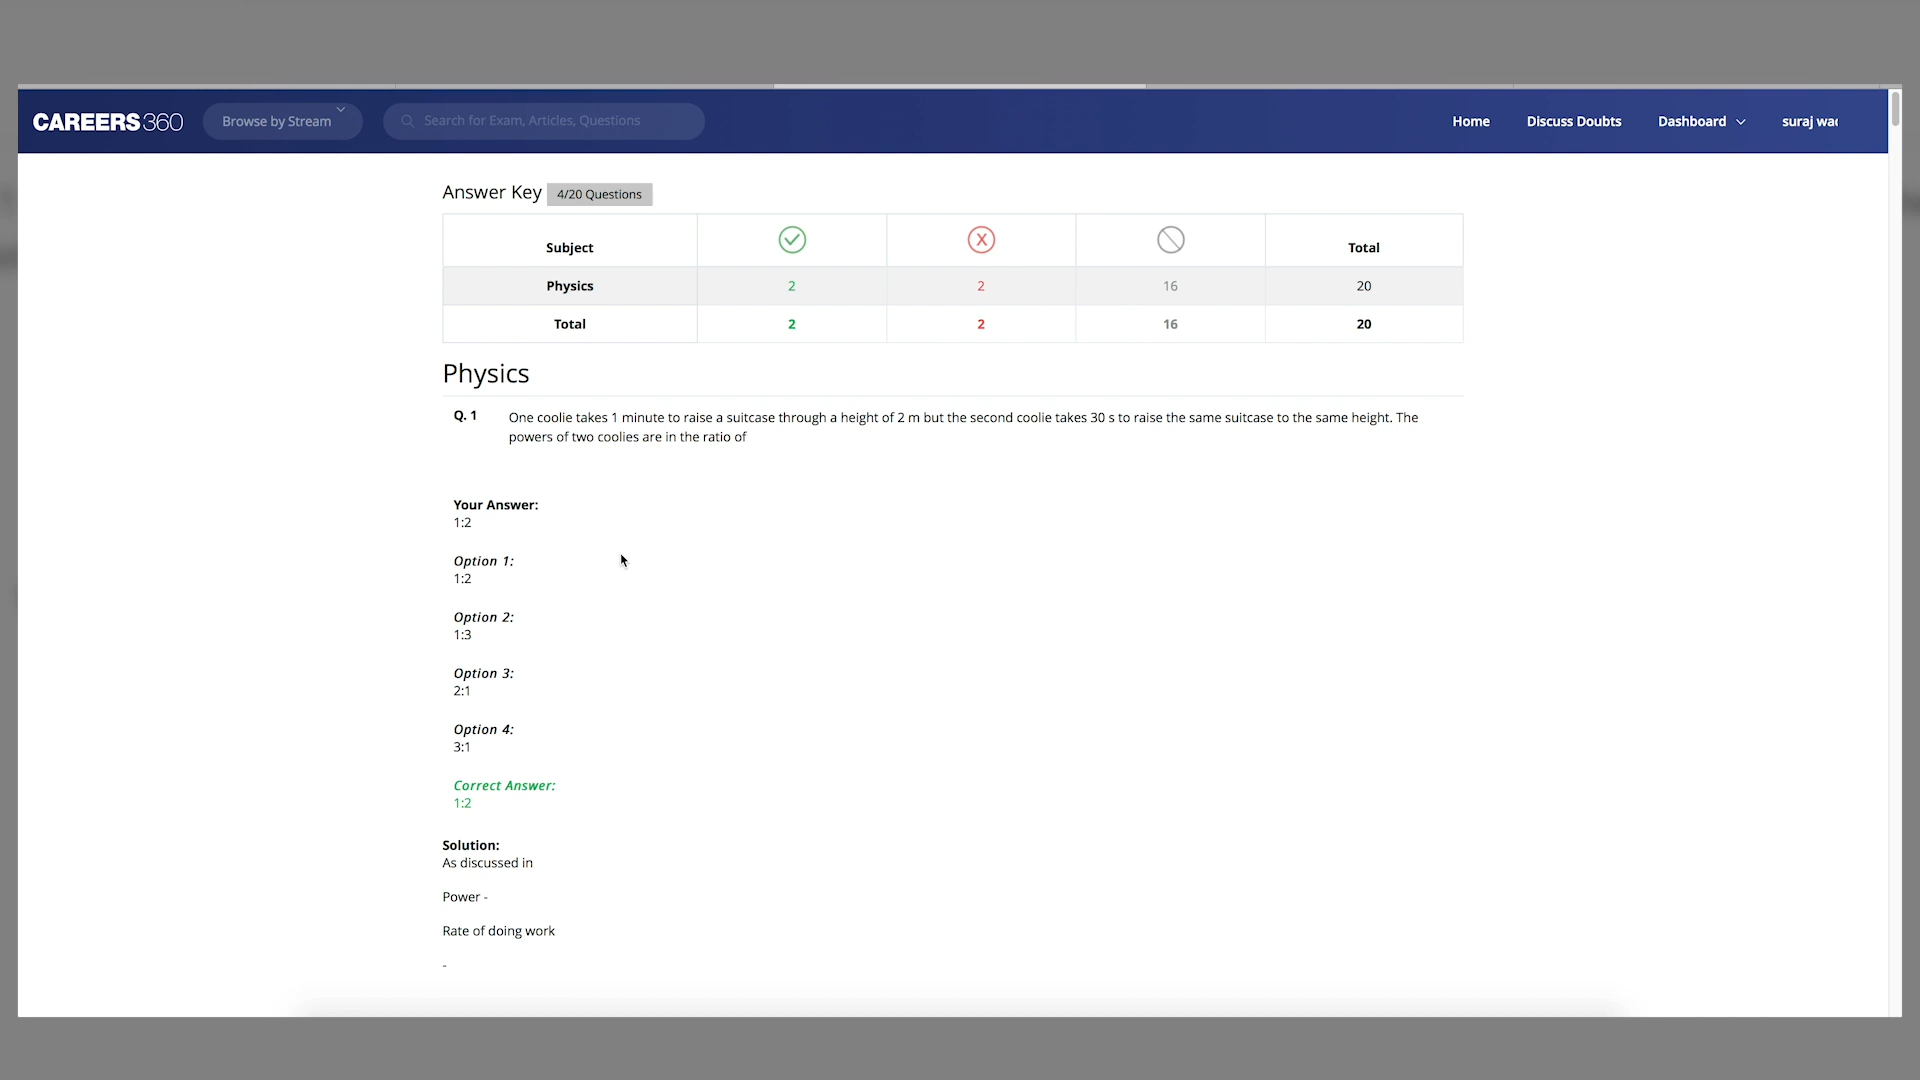 CAREERS360
Browse by Stream
Search for Exam, Articles, Questions
Home
Discuss Doubts
Dashboard
suraj wad
Answer Key 4/20 Questions
Subject Total
Physics 2 2 16 20
Total 2 2 16 20
Physics
Q. 1 One coolie takes 1 minute to raise a suitcase through a height of 2 m but the second coolie takes 30 s to raise the same suitcase to the same height. The
powers of two coolies are in the ratio of
Your Answer:
1:2
Option 1:
1:2
Option 2:
1:3
Option 3:
2:1
Option 4:
3:1
Correct Answer:
1:2
Solution:
As discussed in
Power -
Rate of doing work
-